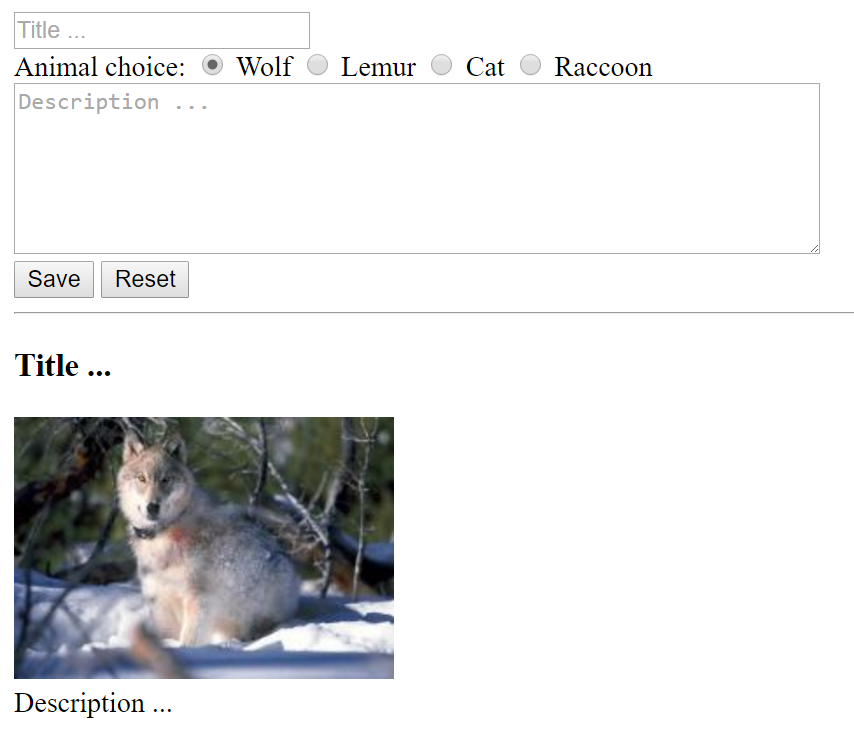 Title ...
Animal choice: Wolf Lemur Cat Raccoon
Description ...
Save Reset
Title ...
Description ...